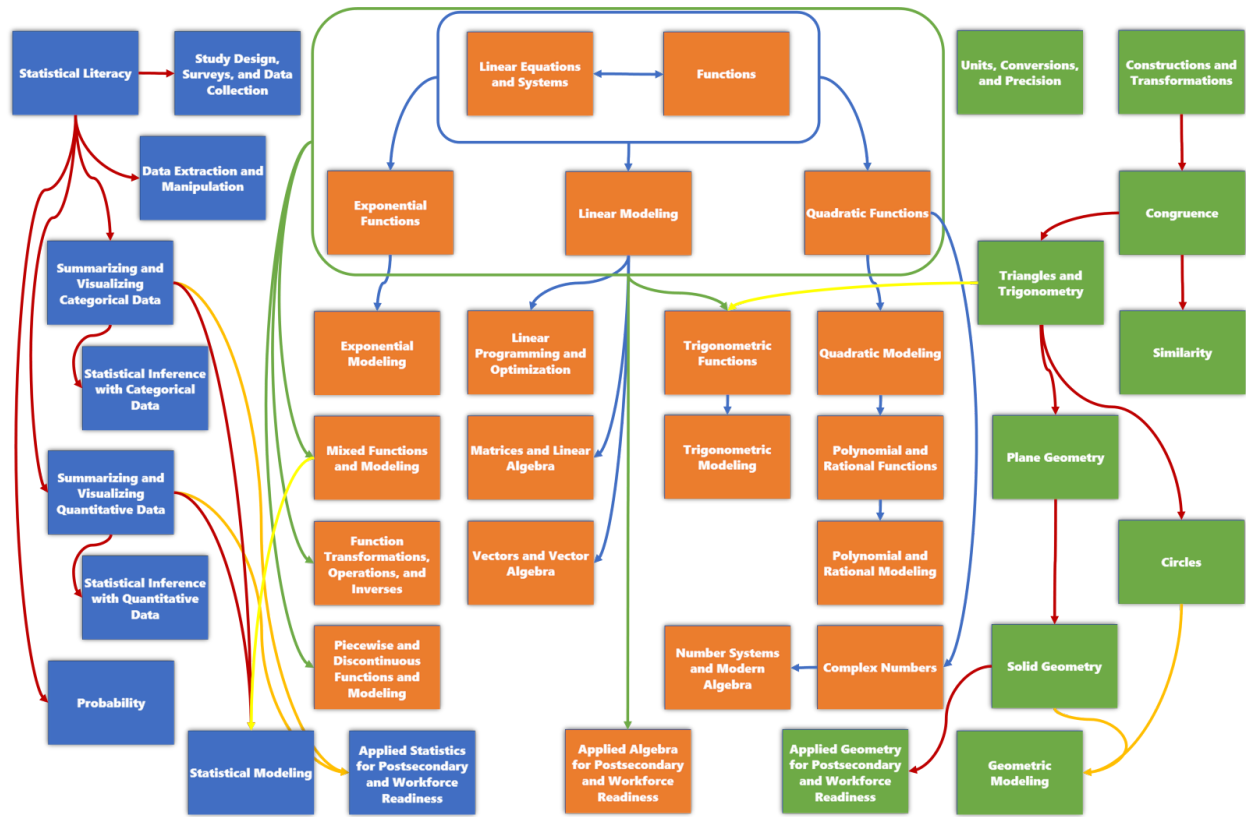 Statistical Literacy
Study Design,
Surveys, and Data
Collection
Linear Equations
and Systems
Functions
Units, Conversions,
and Precision
Constructions and
Transformations
Data Extraction and
Manipulation
Exponential
Functions
Linear Modeling
Quadratic Functions
Congruence
Summarizing and
Visualizing
Categorical Data
Triangles and
Trigonometry
Exponential
Modeling
Linear
Programming and
Optimization
Trigonometric
Functions
Quadratic Modeling
Similarity
Statistical Inference
with Categorical
Data
Mixed Functions
and Modeling
Matrices and Linear
Algebra
Trigonometric
Modeling
Polynomial and
Rational Functions
Plane Geometry
Summarizing and
Visualizing
Quantitative Data
Function
Transformations,
Operations, and
Inverses
Vectors and Vector
Algebra
Polynomial and
Rational Modeling
Circles
Statistical Inference
with Quantitative
Data
Piecewise and
Discontinuous
Functions and
Modeling
Number Systems
and Modern
Algebra
Complex Numbers
Solid Geometry
Probability
Statistical Modeling
Applied Statistics
for Postsecondary
and Workforce
Readiness
Applied Algebra
for Postsecondary
and Workforce
Readiness
Applied Geometry
for Postsecondary
and Workforce
Readiness
Geometric
Modeling